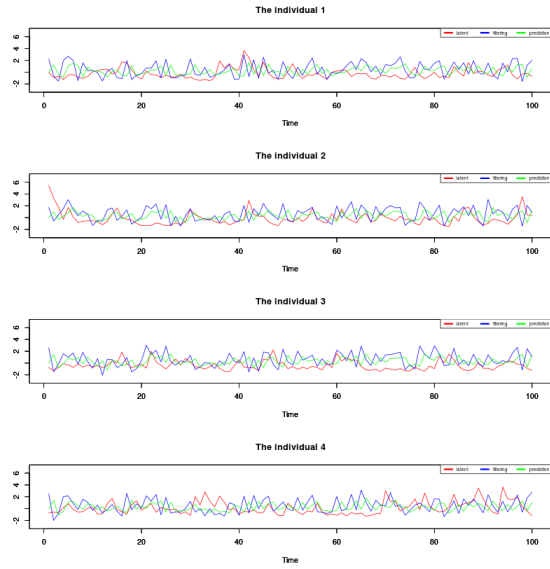 The individual 1
latent filtering prediction
6
4
2
-2
0 20 40 60 80 100
Time
The individual 2
latent filtering prediction
6
4
2
-2
0 20 40 60 80 100
Time
The individual 3
latent filtering prediction
6
4
2
-2
0 20 40 60 80 100
Time
The individual 4
latent filtering prediction
6
4
2
-2
0 20 40 60 80 100
Time